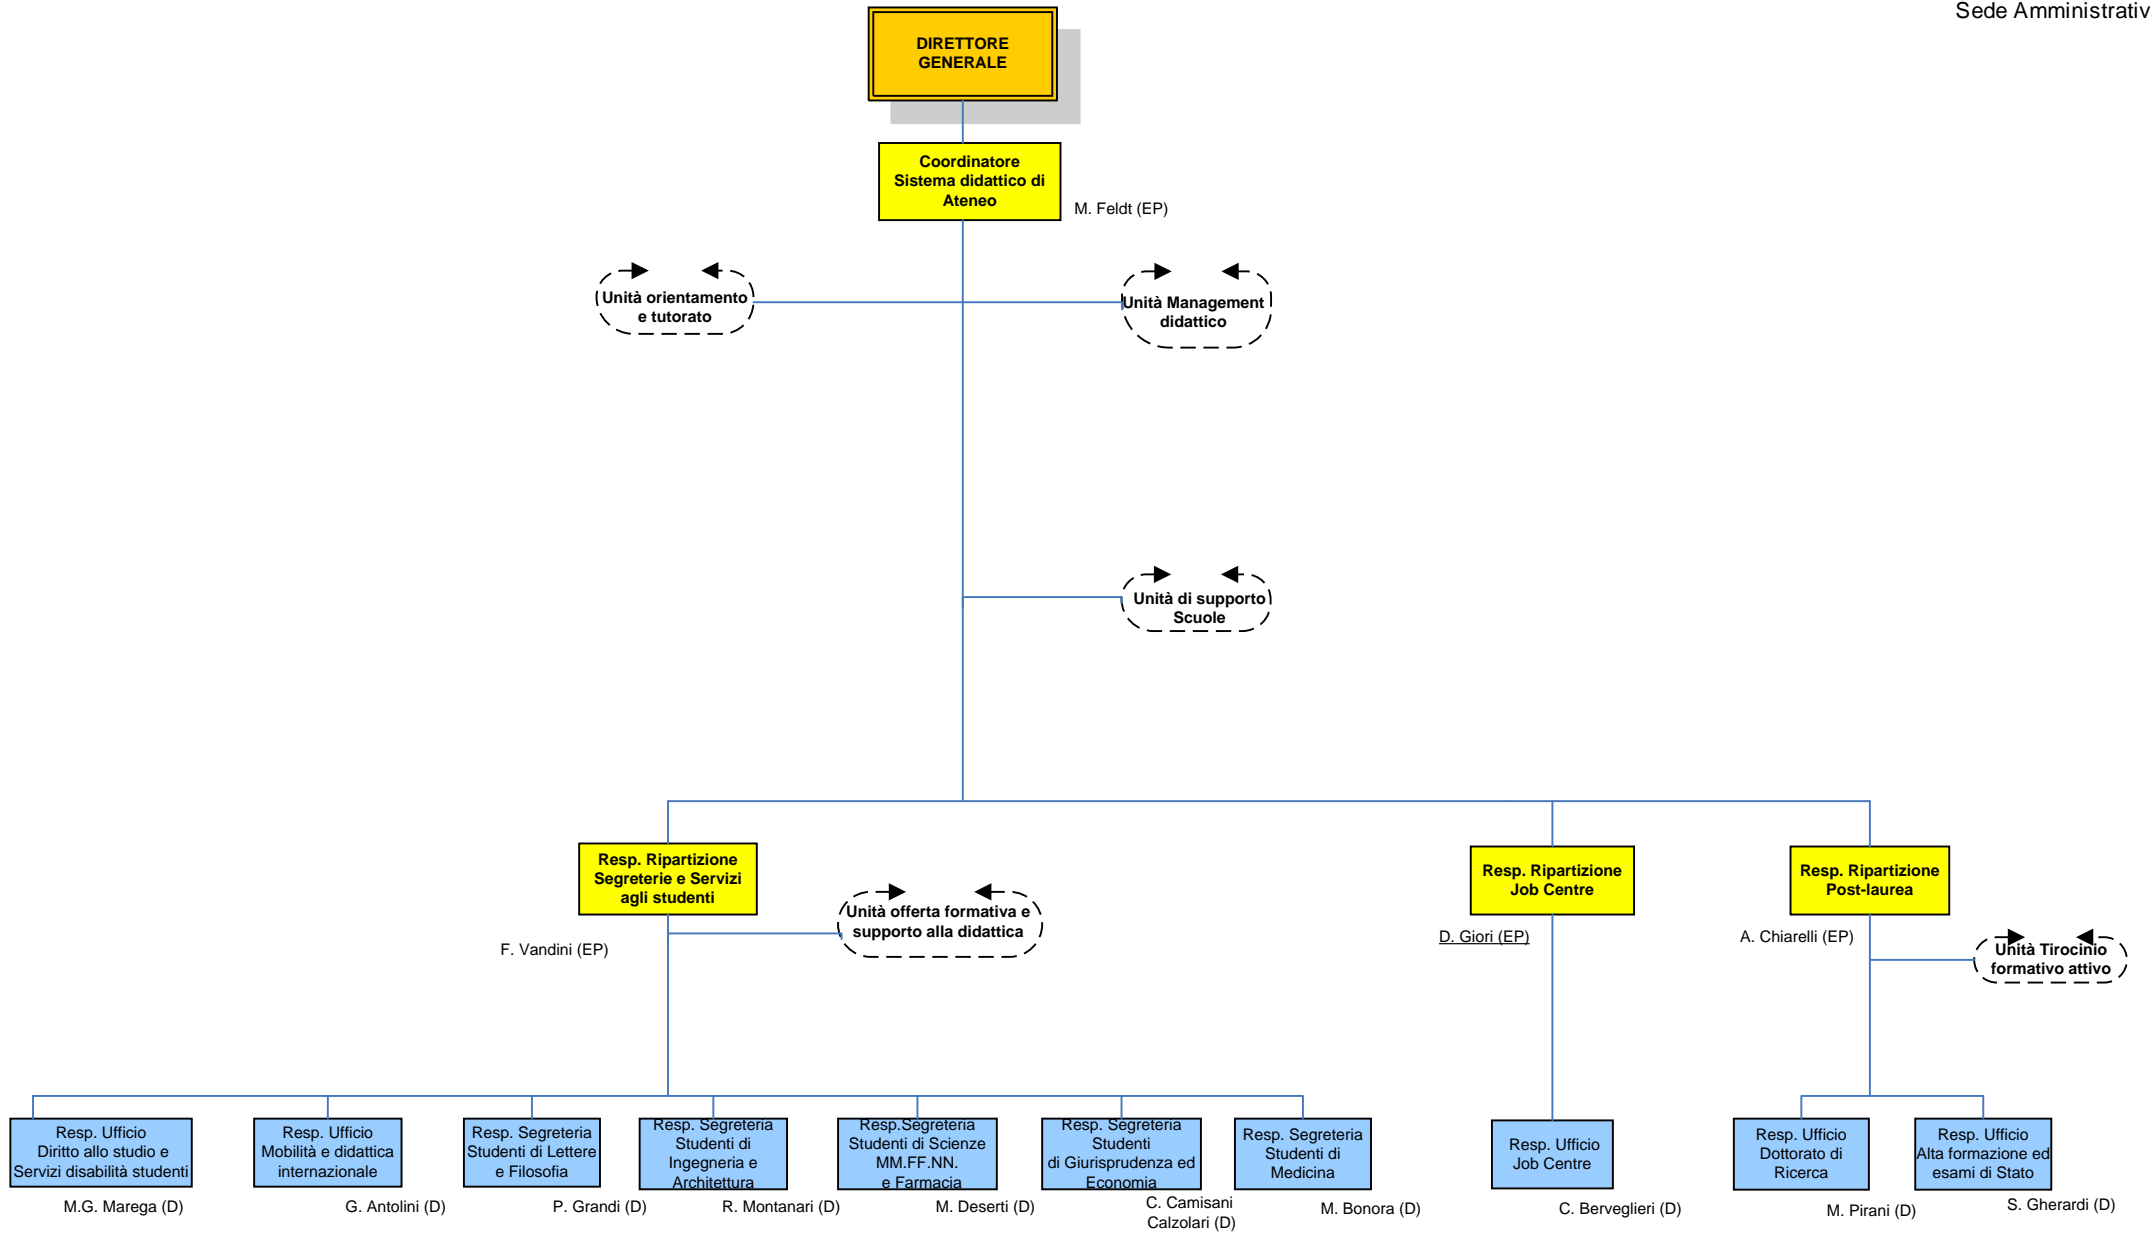 Sede Amministrativ
DIRETTORE
GENERALE
Coordinatore
Sistema didattico di
Ateneo
M. Feldt (EP)
Unità orientamento
e tutorato
Unità Management
didattico
Unità di supporto
Scuole
Resp. Ripartizione
Segreterie e Servizi
agli studenti
F. Vandini (EP)
Unità offerta formativa e
supporto alla didattica
Resp. Ripartizione
Job Centre
D. Giori (EP)
Resp. Ripartizione
Post-laurea
A. Chiarelli (EP)
Unità Tirocinio
formativo attivo
Resp. Ufficio
Diritto allo studio e
Servizi disabilità studenti
M.G. Marega (D)
Resp. Ufficio
Mobilità e didattica
internazionale
G. Antolini (D)
Resp. Segreteria
Studenti di Lettere
e Filosofia
P. Grandi (D)
Resp. Segreteria
Studenti di
Ingegneria e
Architettura
R. Montanari (D)
Resp.Segreteria
Studenti di Scienze
MM.FF.NN.
e Farmacia
M. Deserti (D)
Resp. Segreteria
Studenti
di Giurisprudenza ed
Economia
C. Camisani
Calzolari (D)
Resp. Segreteria
Studenti di
Medicina
M. Bonora (D)
Resp. Ufficio
Job Centre
C. Berveglieri (D)
Resp. Ufficio
Dottorato di
Ricerca
M. Pirani (D)
Resp. Ufficio
Alta formazione ed
esami di Stato
S. Gherardi (D)